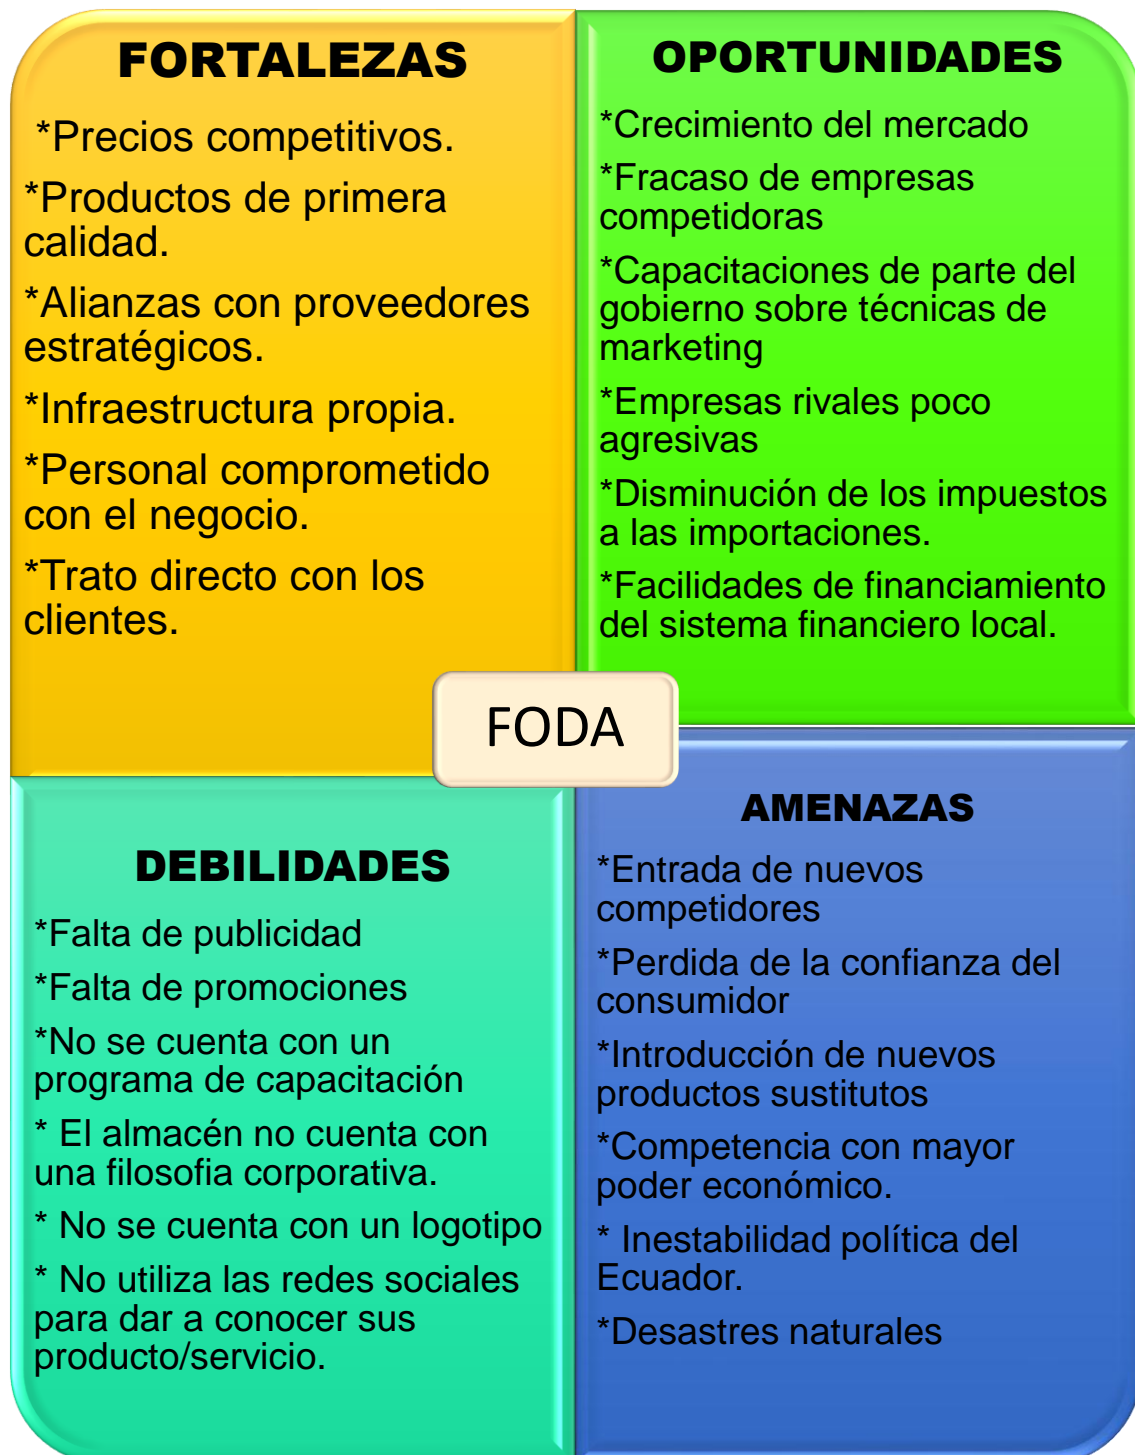 FORTALEZAS
*Precios competitivos.
*Productos de primera
calidad.
*Alianzas con proveedores
estratégicos.
*Infraestructura propia.
*Personal comprometido
con el negocio.
*Trato directo con los
clientes.
OPORTUNIDADES
*Crecimiento del mercado
*Fracaso de empresas
competidoras
*Capacitaciones de parte del
gobierno sobre técnicas de
marketing
*Empresas rivales poco
agresivas
*Disminución de los impuestos
a las importaciones.
*Facilidades de financiamiento
del sistema financiero local.
FODA
DEBILIDADES
*Falta de publicidad
*Falta de promociones
*No se cuenta con un
programa de capacitación
* El almacén no cuenta con
una filosofia corporativa.
* No se cuenta con un logotipo
* No utiliza las redes sociales
para dar a conocer sus
producto/servicio.
AMENAZAS
*Entrada de nuevos
competidores
*Perdida de la confianza del
consumidor
*Introducción de nuevos
productos sustitutos
*Competencia con mayor
poder económico.
* Inestabilidad política del
Ecuador.
*Desastres naturales